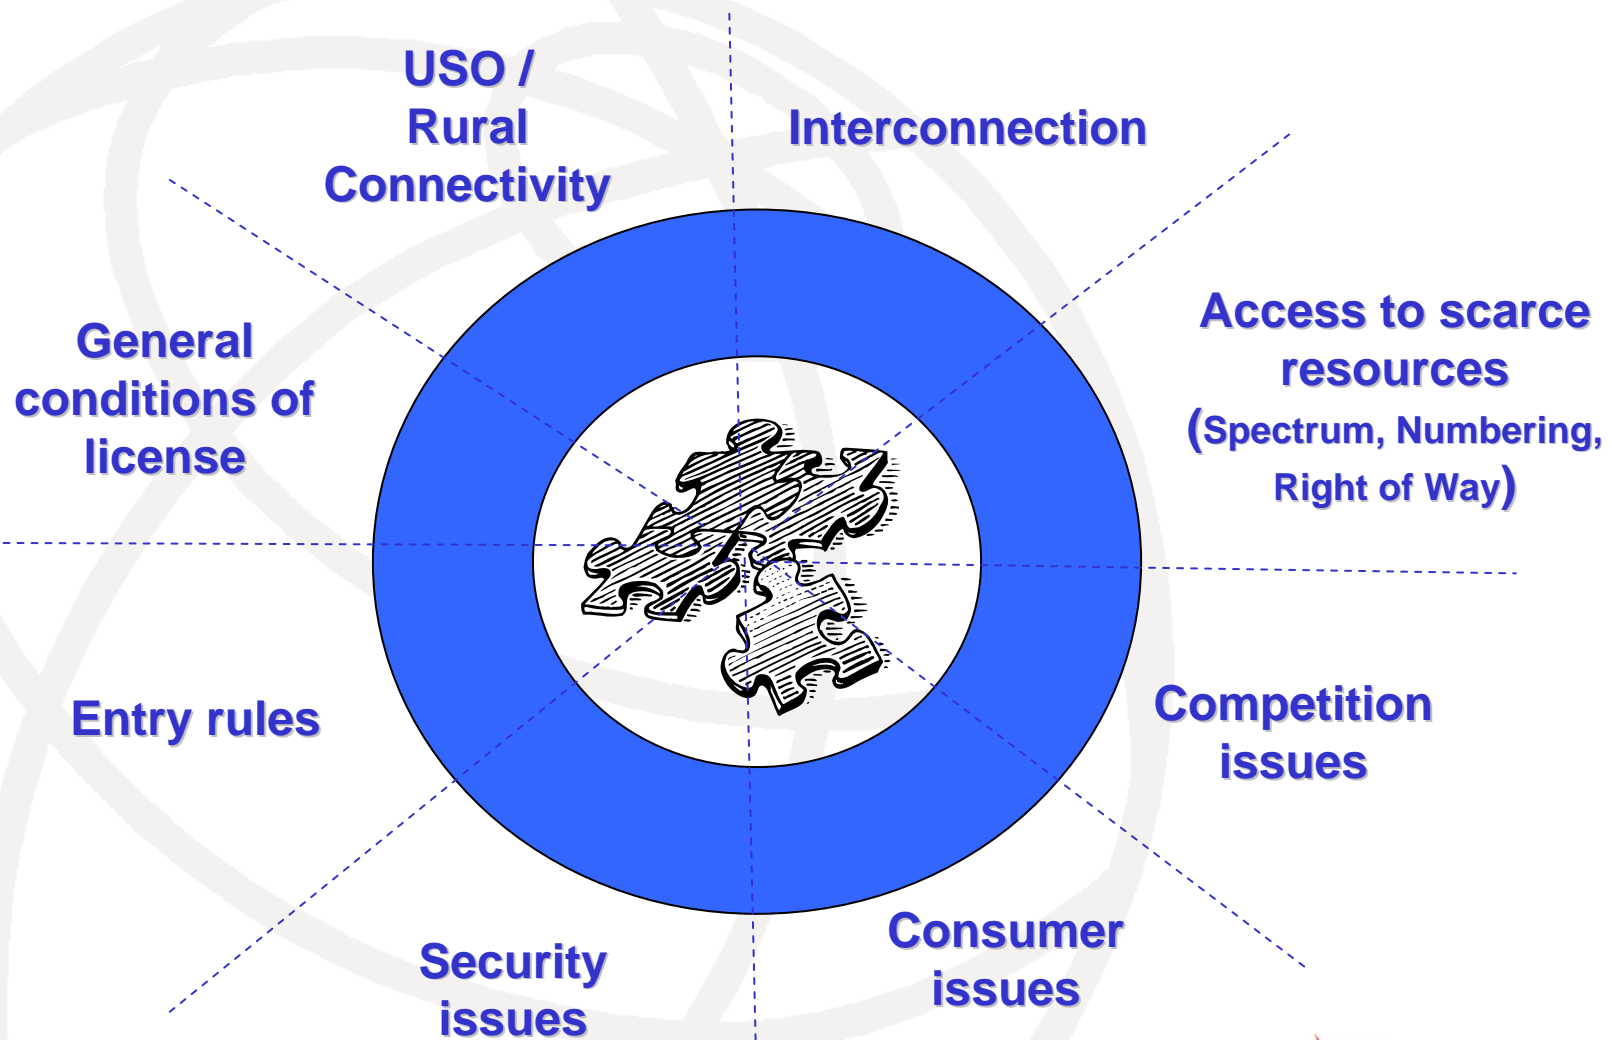 USO /
Rural
Connectivity
Interconnection
Access to scarce
resources
(Spectrum, Numbering,
Right of Way)
Competition
issues
Consumer
issues
Security
issues
Entry rules
General
conditions of
license